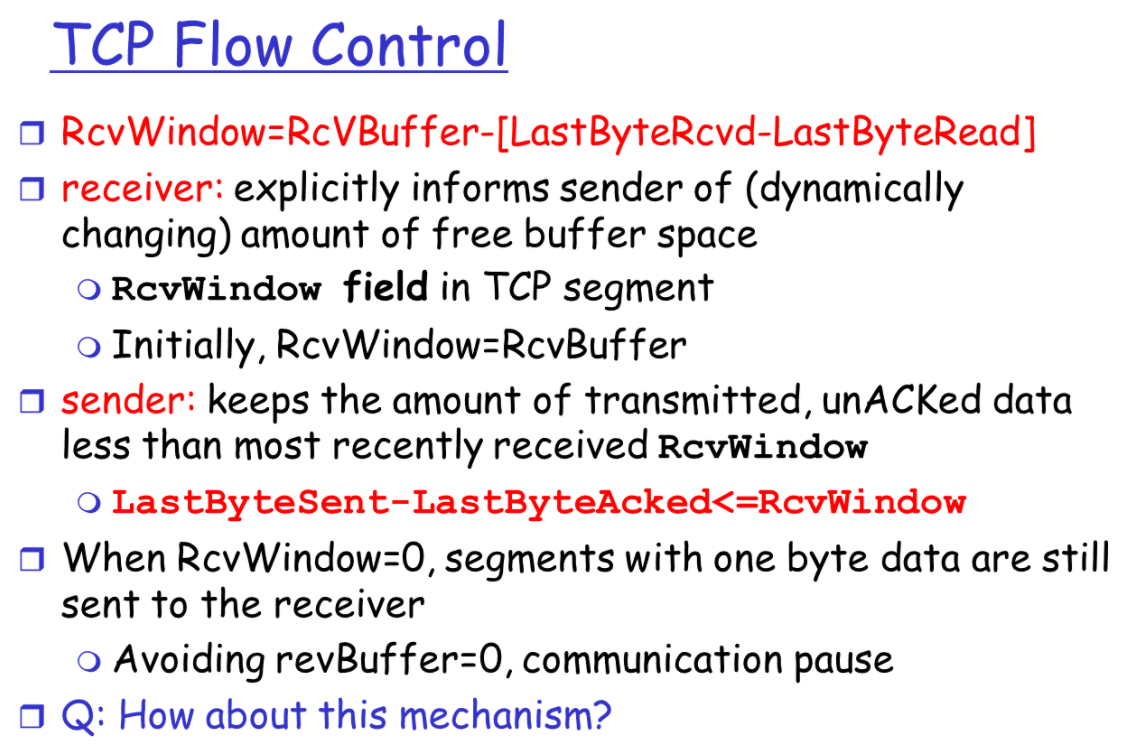 TCP Flow Control
RcvWindow=RcVBuffer-[LastByteRcvd-LastByteRead]
receiver: explicitly informs sender of (dynamically
changing) amount of free buffer space
RcvWindow field in TCP segment
Initially, RcvWindow=RcvBuffer
sender: keeps the amount of transmitted, unACKed data
less than most recently received RcvWindow
LastByteSent-LastByteAcked<=RcvWindow
When RcvWindow=0, segments with one byte data are still
sent to the receiver
Avoiding revBuffer=0, communication pause
Q: How about this mechanism?